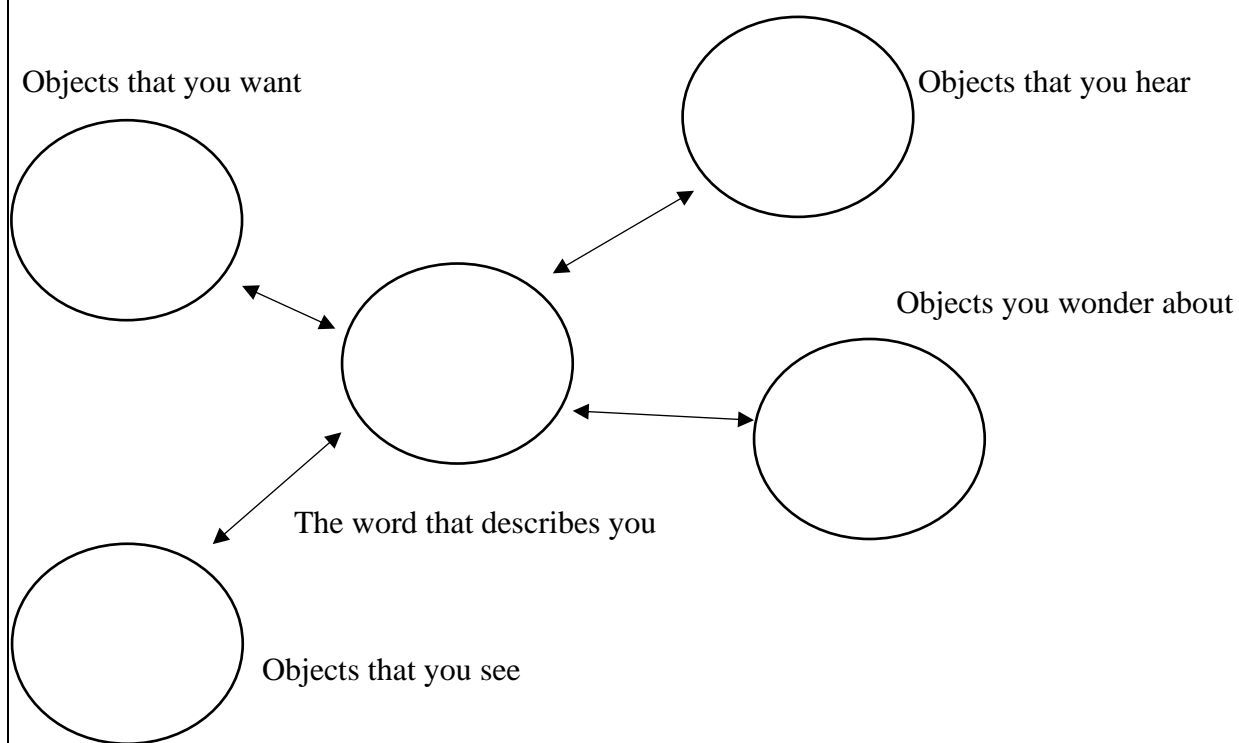 Objects that you want
Objects that you hear
Objects you wonder about
The word that describes you
Objects that you see